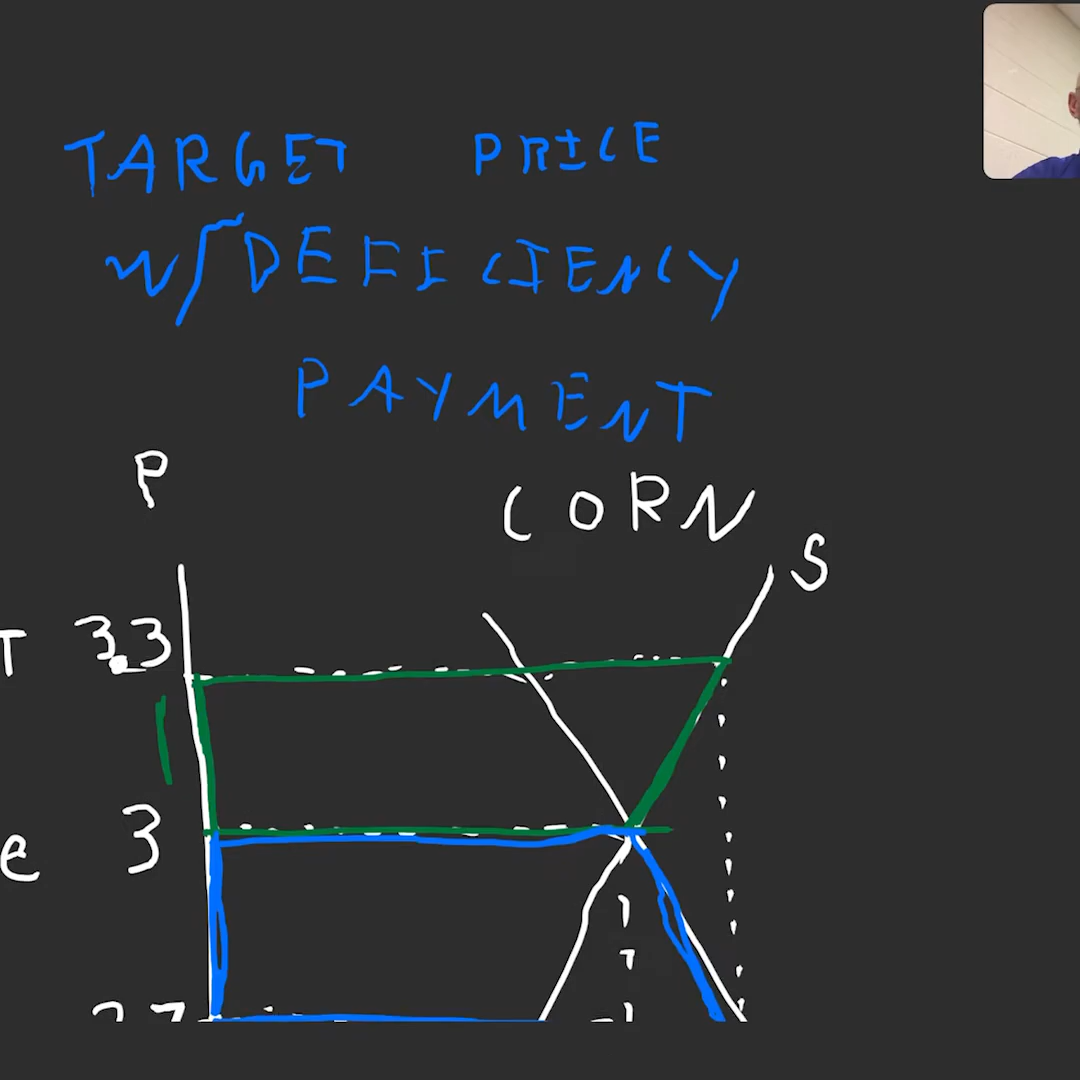 TARGET PRICE
W/DEFICIENCY
PAYMENT
P
CORN
S
T 3.3
e 3